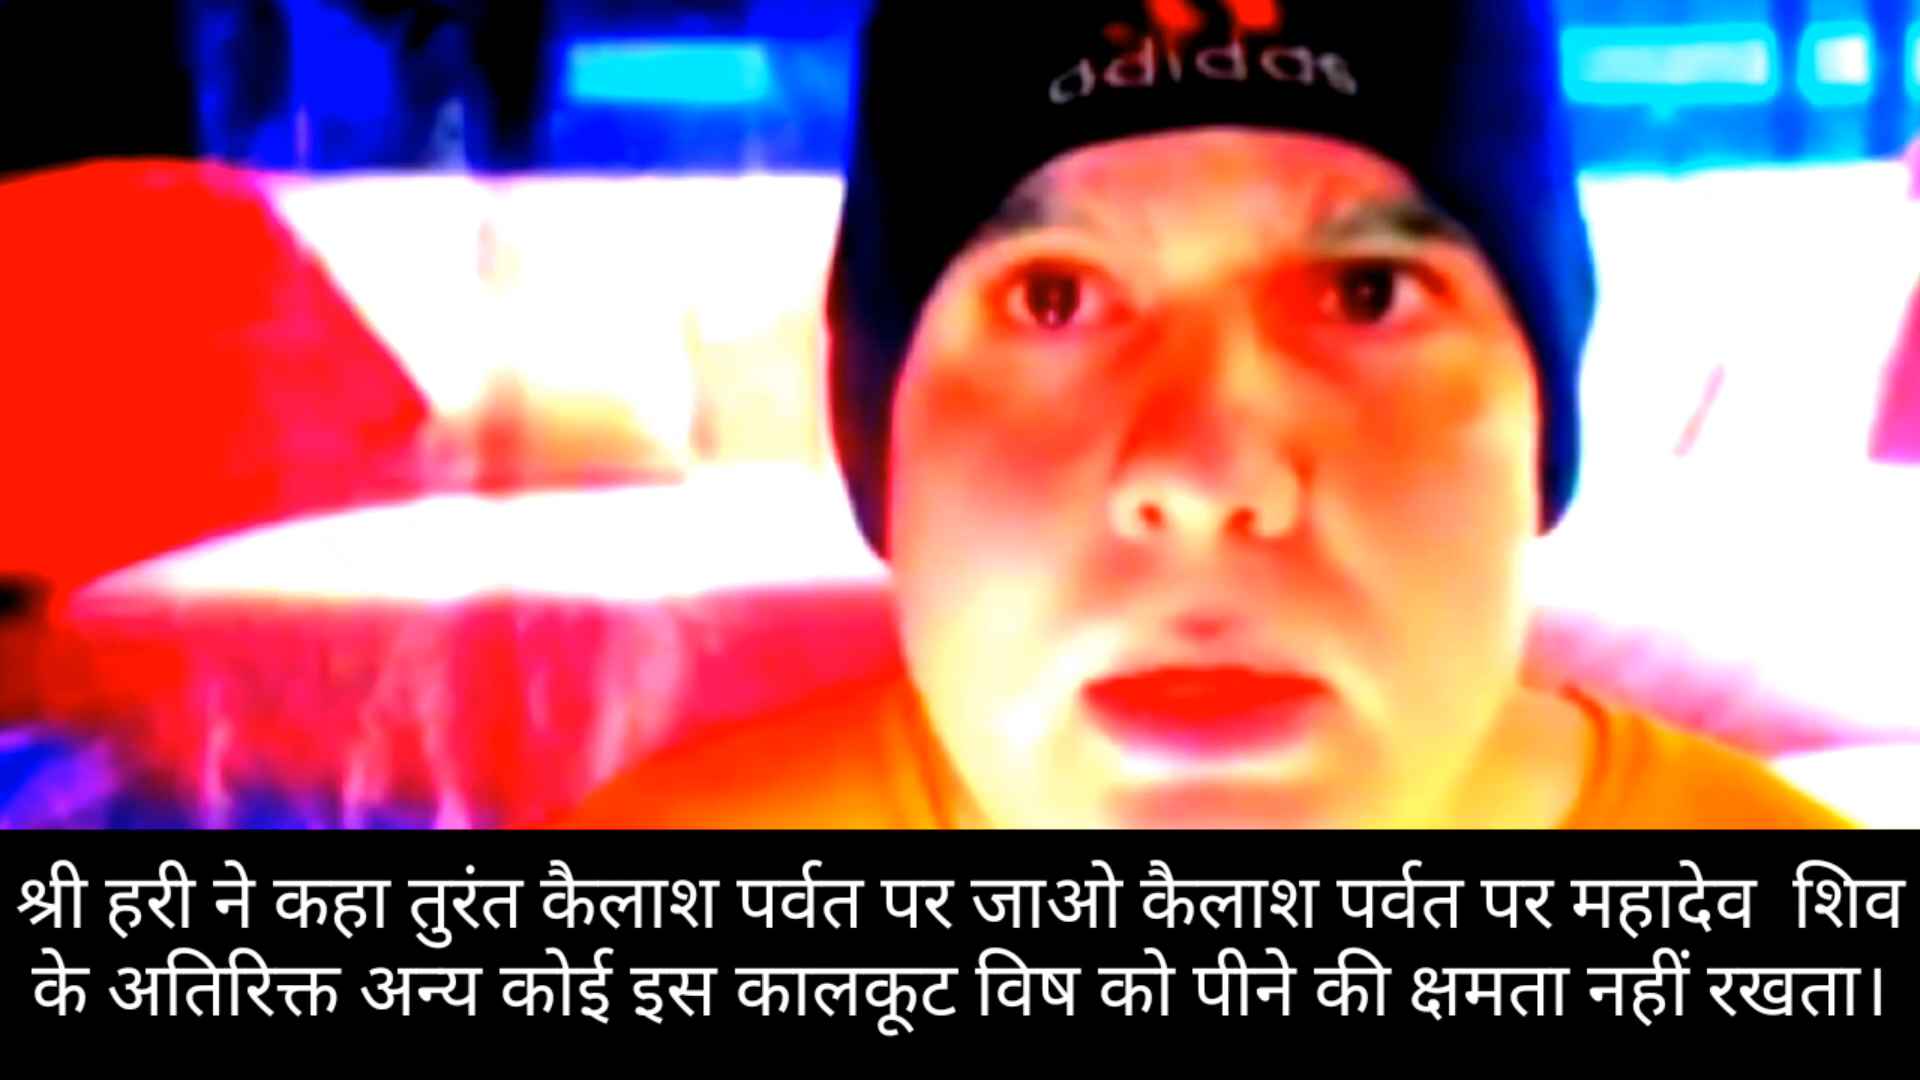 adidas
श्री हरी ने कहा तुरंत कैलाश पर्वत पर जाओ कैलाश पर्वत पर महादेव  शिव
के अतिरिक्त अन्य कोई इस कालकूट विष को पीने की क्षमता नहीं रखता।